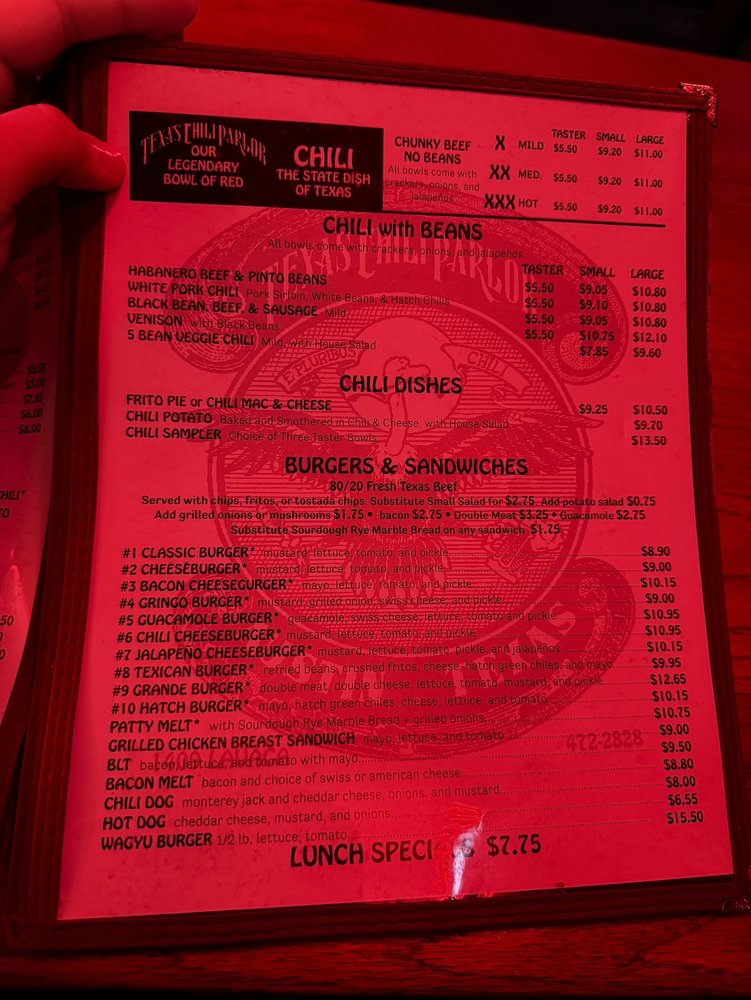 TEXAS CHILI PARLOR
OUR
LEGENDARY
BOWL OF RED
CHILI
THE STATE DISH
OF TEXAS
CHUNKY BEEF
NO BEANS
All bowls come with
crackers, onions, and
jalapeños
TASTER SMALL LARGE
X MILD $5.50 $9.20 $11.00
XX MED. $5.50 $9.20 $11.00
XXX HOT $5.50 $9.20 $11.00
CHILI with BEANS
All bowls come with crackers, onions, and jalapeños
TASTER SMALL LARGE
HABANERO BEEF & PINTO BEANS $5.50 $9.05 $10.80
WHITE PORK CHILI Pork Sirloin, White Beans, & Hatch Chilis $5.50 $9.10 $10.80
BLACK BEAN, BEEF, & SAUSAGE Mild $5.50 $9.05 $10.80
VENISON with Black Beans $5.50 $10.75 $12.10
5 BEAN VEGGIE CHILI Mild, with House Salad $7.85 $9.60
CHILI DISHES
FRITO PIE or CHILI MAC & CHEESE $9.25 $10.50
CHILI POTATO Baked and Smothered in Chili & Cheese, with House Salad $9.70
CHILI SAMPLER Choice of Three Taster Bowls $13.50
BURGERS & SANDWICHES
80/20 Fresh Texas Beef
Served with chips, fritos, or tostada chips. Substitute Small Salad for $2.75 Add potato salad $0.75
Add grilled onions or mushrooms $1.75 • bacon $2.75 • Double Meat $3.25 • Guacamole $2.75
Substitute Sourdough Rye Marble Bread on any sandwich $1.75
#1 CLASSIC BURGER* mustard, lettuce, tomato, and pickle $8.90
#2 CHEESEBURGER* mustard, lettuce, tomato, and pickle $9.00
#3 BACON CHEESEGURGER* mayo, lettuce, tomato, and pickle $10.15
#4 GRINGO BURGER* mustard, grilled onion, swiss cheese, and pickle $9.00
#5 GUACAMOLE BURGER* guacamole, swiss cheese, lettuce, tomato and pickle $10.95
#6 CHILI CHEESEBURGER* mustard, lettuce, tomato, and pickle $10.95
#7 JALAPENO CHEESEBURGER* mustard, lettuce, tomato, pickle, and jalapeños $10.15
#8 TEXICAN BURGER* refried beans, crushed fritos, cheese, hatch green chiles, and mayo $9.95
#9 GRANDE BURGER* double meat, double cheese, lettuce, tomato, mustard, and pickle $12.65
#10 HATCH BURGER* mayo, hatch green chiles, cheese, lettuce, and tomato $10.15
PATTY MELT* with Sourdough Rye Marble Bread + grilled onions $10.75
GRILLED CHICKEN BREAST SANDWICH mayo, lettuce, and tomato $9.00
BLT bacon, lettuce, and tomato with mayo $9.50
BACON MELT bacon and choice of swiss or american cheese $8.80
CHILI DOG monterey jack and cheddar cheese, onions, and mustard $8.00
HOT DOG cheddar cheese, mustard, and onions $6.55
WAGYU BURGER 1/2 lb, lettuce, tomato $15.50
LUNCH SPECIALS $7.75
TEXAS CHILI PARLOR
E PLURIBUS CHILI
TEXAS
472-2828
$3.00
$7.95
$6.00
$8.00
CHILI*